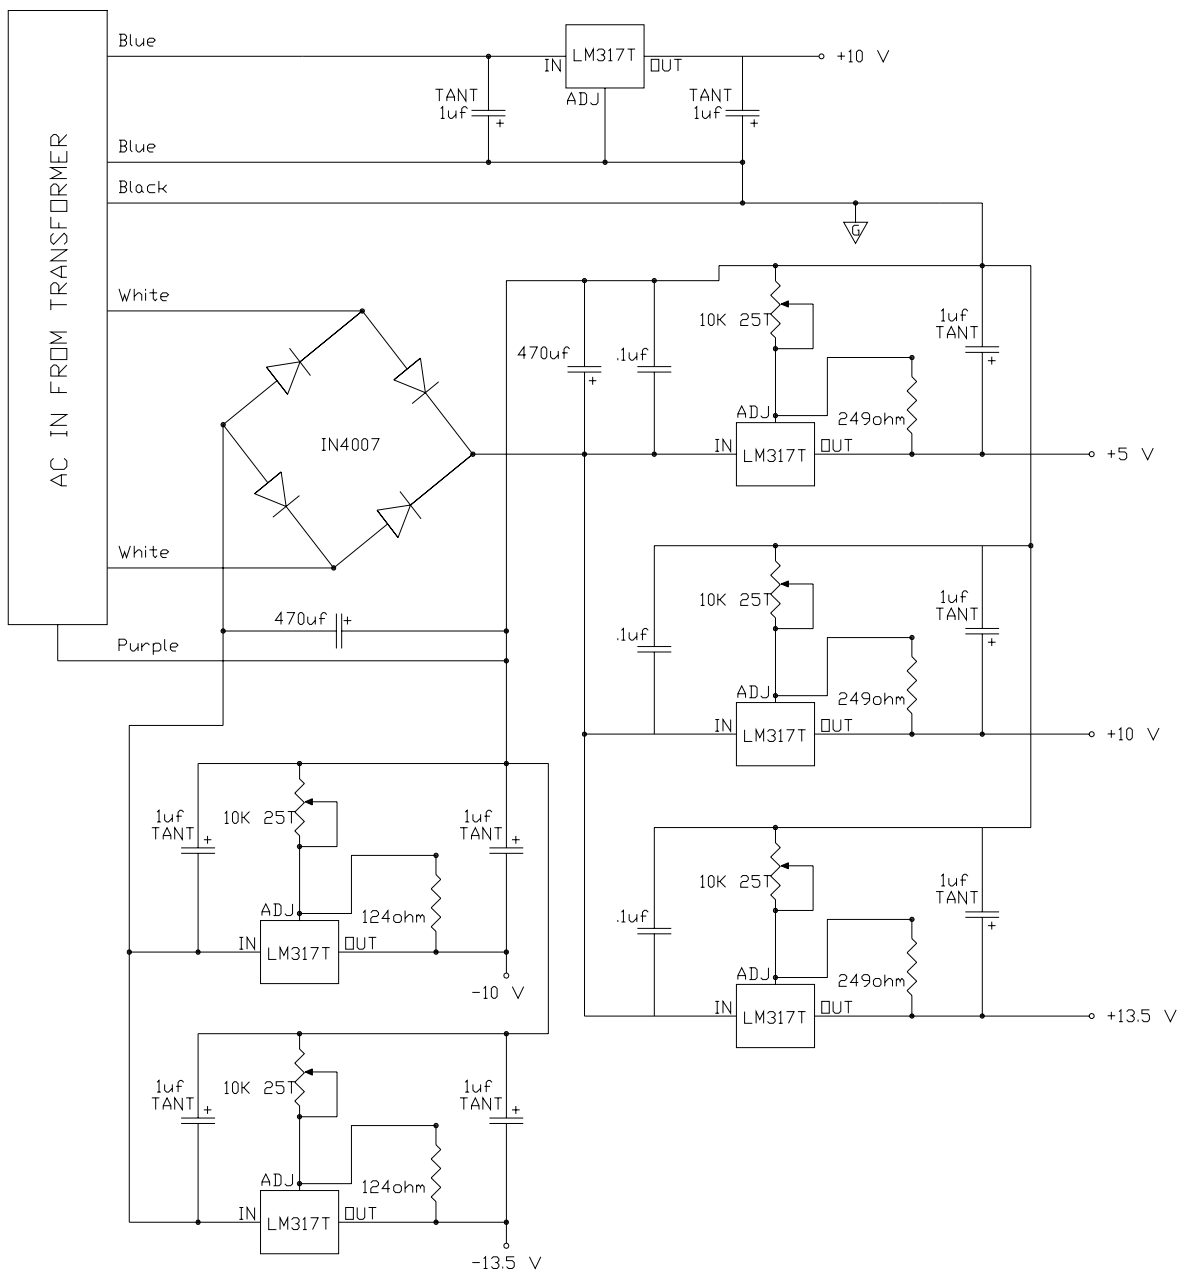 AC IN FROM TRANSFORMER
Blue
LM317T
IN
OUT
ADJ
+10 V
TANT
1uf
+
TANT
1uf
+
Blue
Black
G
White
IN4007
470uf
+
.1uf
10K 25T
1uf
TANT
+
ADJ
249ohm
IN
LM317T
OUT
+5 V
White
470uf
+
Purple
10K 25T
1uf
TANT
+
.1uf
ADJ
249ohm
IN
LM317T
OUT
+10 V
1uf
TANT
+
10K 25T
1uf
TANT
+
ADJ
124ohm
IN
LM317T
OUT
-10 V
10K 25T
1uf
TANT
+
.1uf
ADJ
249ohm
IN
LM317T
OUT
+13.5 V
1uf
TANT
+
10K 25T
1uf
TANT
+
ADJ
124ohm
IN
LM317T
OUT
-13.5 V